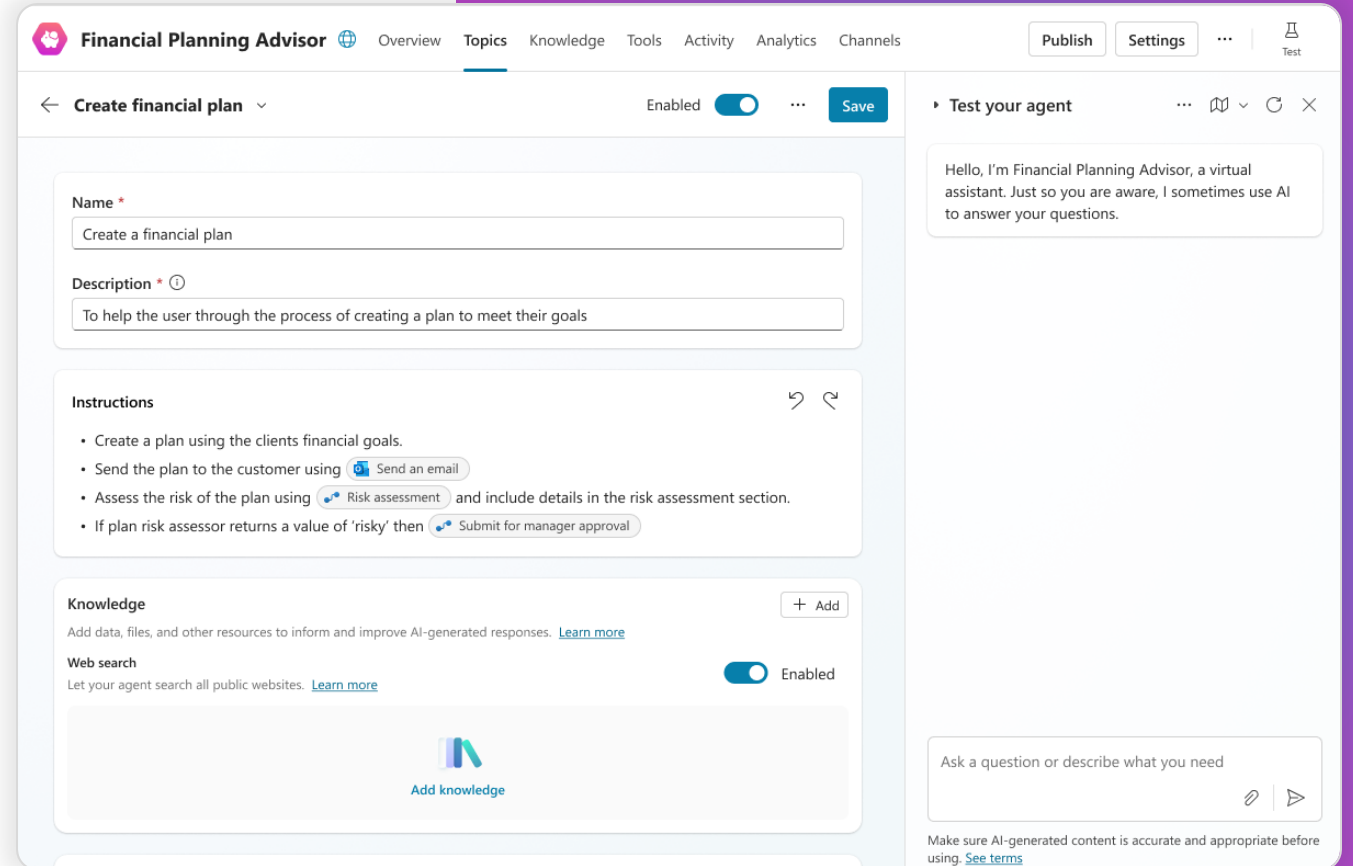 Financial Planning Advisor Overview Topics Knowledge Tools Activity Analytics Channels Publish Settings ... Test
Create financial plan Enabled ... Save
Name *
Create a financial plan
Description *
To help the user through the process of creating a plan to meet their goals
Instructions
• Create a plan using the clients financial goals.
• Send the plan to the customer using Send an email
• Assess the risk of the plan using Risk assessment and include details in the risk assessment section.
• If plan risk assessor returns a value of ‘risky’ then Submit for manager approval
Knowledge + Add
Add data, files, and other resources to inform and improve AI-generated responses. Learn more
Web search
Let your agent search all public websites. Learn more
Enabled
Add knowledge
Test your agent ...
Hello, I’m Financial Planning Advisor, a virtual
assistant. Just so you are aware, I sometimes use AI
to answer your questions.
Ask a question or describe what you need
Make sure AI-generated content is accurate and appropriate before
using. See terms